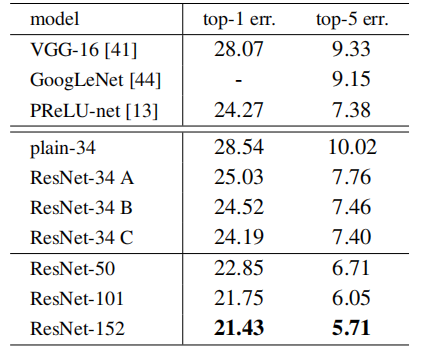 model top-1 err. top-5 err.
VGG-16 [41] 28.07 9.33
GoogLeNet [44] - 9.15
PReLU-net [13] 24.27 7.38
plain-34 28.54 10.02
ResNet-34 A 25.03 7.76
ResNet-34 B 24.52 7.46
ResNet-34 C 24.19 7.40
ResNet-50 22.85 6.71
ResNet-101 21.75 6.05
ResNet-152 21.43 5.71